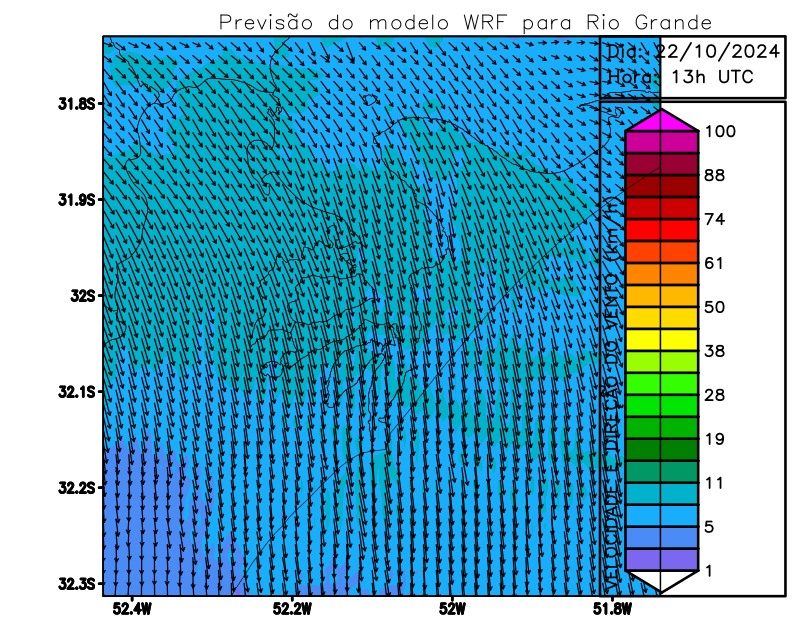 Previsão do modelo WRF para Rio Grande
Dia: 22/10/2024
Hora: 13h UTC
31.8S
31.9S
32S
32.1S
32.2S
32.3S
52.4W
52.2W
52W
51.8W
VELOCIDADE E DIREÇÃO DO VENTO (km/h)
100
88
74
61
50
38
28
19
11
5
1